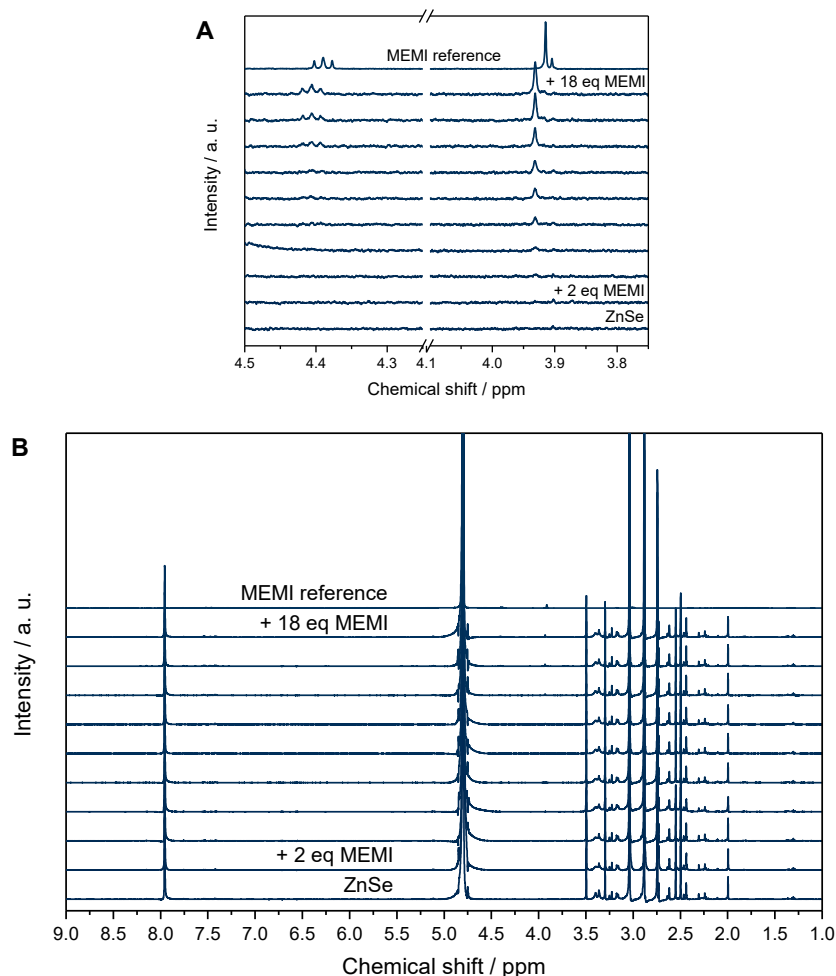 A
MEMI reference
+ 18 eq MEMI
+ 2 eq MEMI
ZnSe
Intensity / a. u.
4.5 4.4 4.3 4.1 4.0 3.9 3.8
Chemical shift / ppm
B
MEMI reference
+ 18 eq MEMI
+ 2 eq MEMI
ZnSe
Intensity / a. u.
9.0 8.5 8.0 7.5 7.0 6.5 6.0 5.5 5.0 4.5 4.0 3.5 3.0 2.5 2.0 1.5 1.0
Chemical shift / ppm